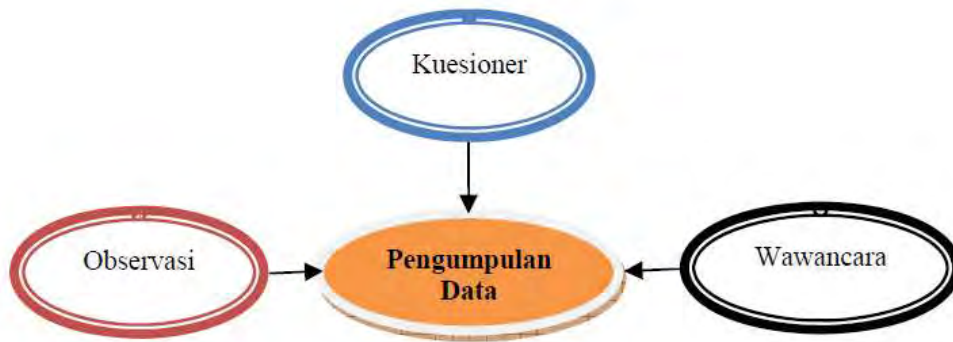 Kuesioner
Observasi
Pengumpulan
Data
Wawancara